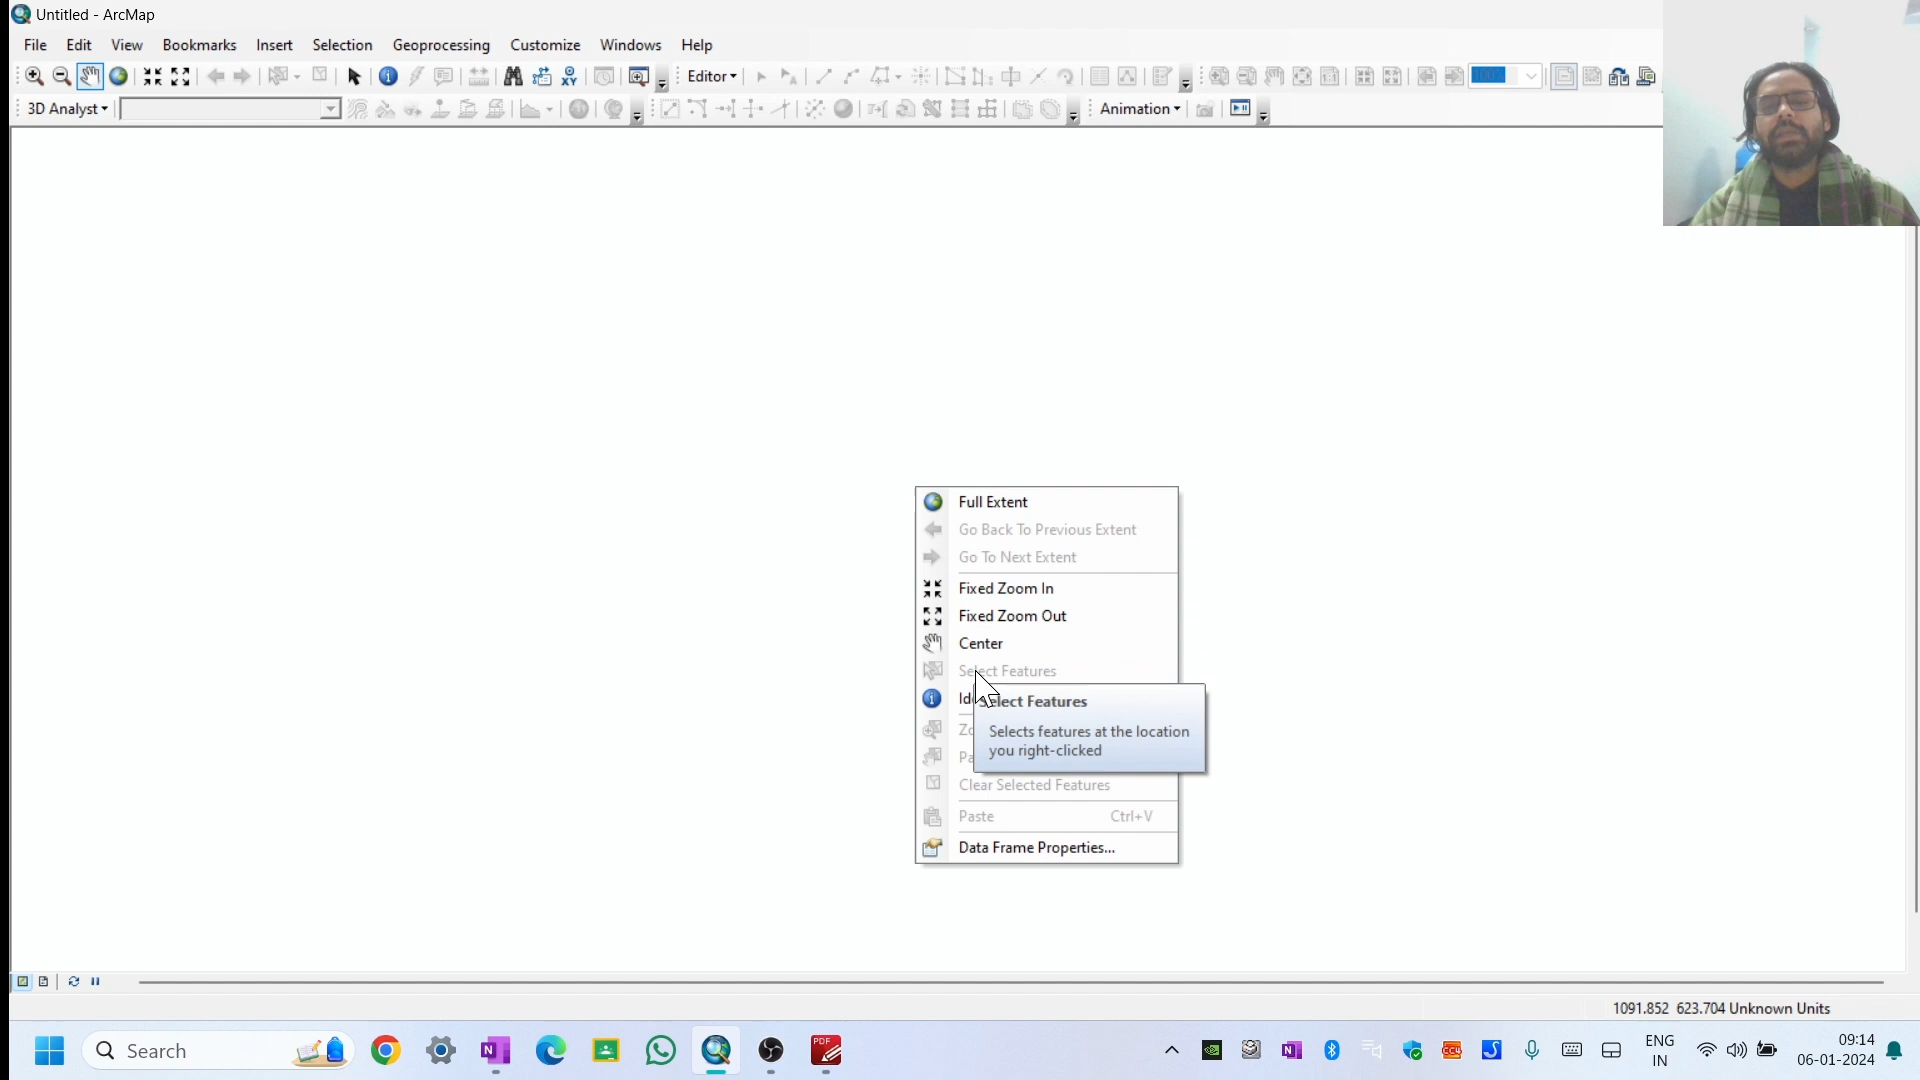 Untitled - ArcMap
File Edit View Bookmarks Insert Selection Geoprocessing Customize Windows Help
Editor
100%
3D Analyst
Animation
Full Extent
Go Back To Previous Extent
Go To Next Extent
Fixed Zoom In
Fixed Zoom Out
Center
Select Features
Select Features
Selects features at the location
you right-clicked
Clear Selected Features
Paste Ctrl+V
Data Frame Properties...
1091.852 623.704 Unknown Units
Search
PDF
ENG
IN
09:14
06-01-2024